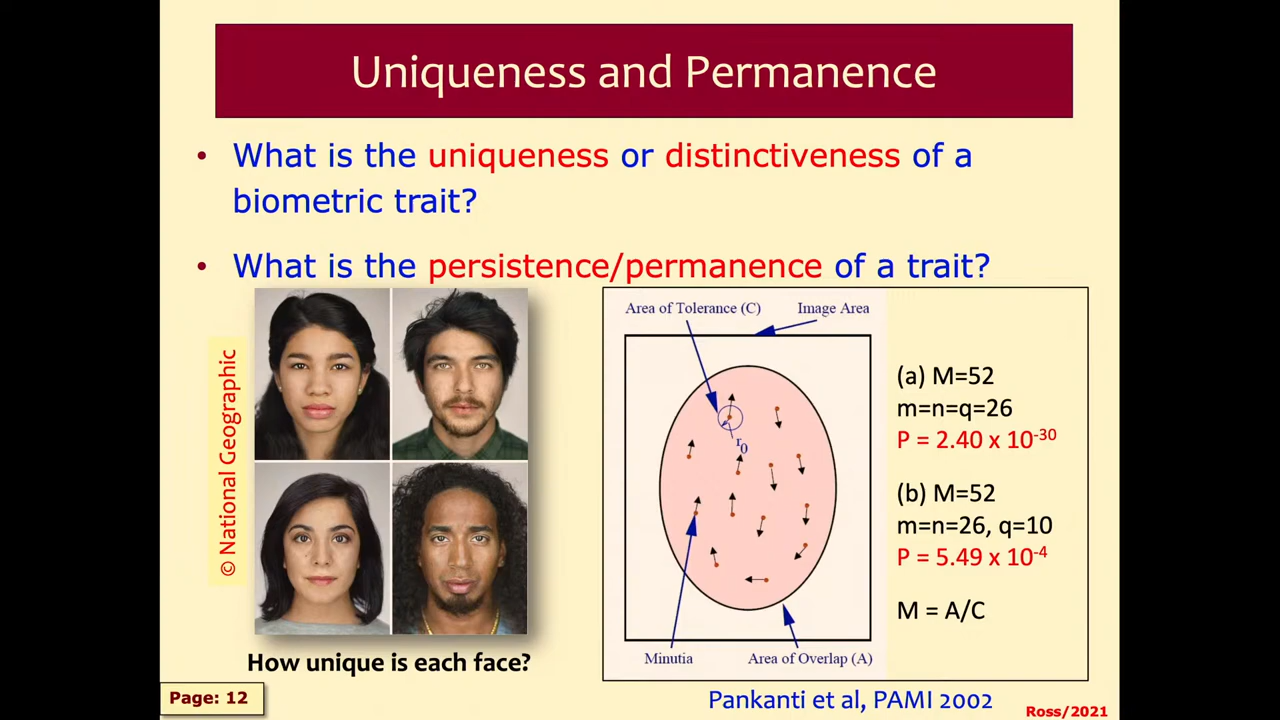 Uniqueness and Permanence
• What is the uniqueness or distinctiveness of a
biometric trait?
• What is the persistence/permanence of a trait?
© National Geographic
How unique is each face?
Area of Tolerance (C)
Image Area
r0
Minutia
Area of Overlap (A)
(a) M=52
m=n=q=26
P = 2.40 x 10-30
(b) M=52
m=n=26, q=10
P = 5.49 x 10-4
M = A/C
Pankanti et al, PAMI 2002
Page: 12
Ross/2021